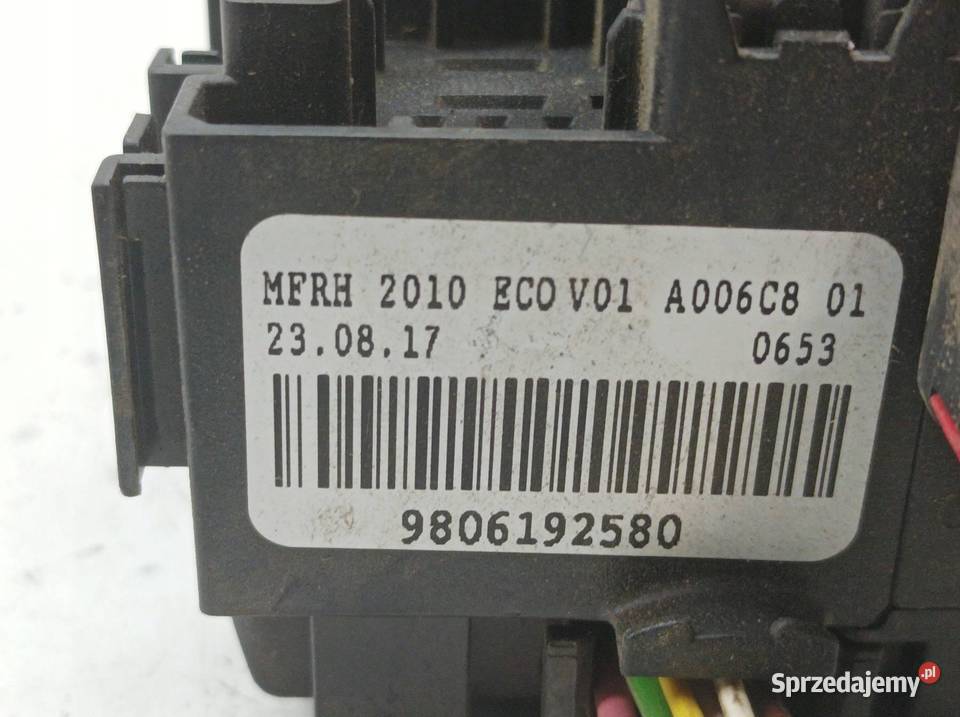 MFRH 2010 ECO V01 A006C8 01
23.08.17 0653
9806192580
Sprzedajemy.pl